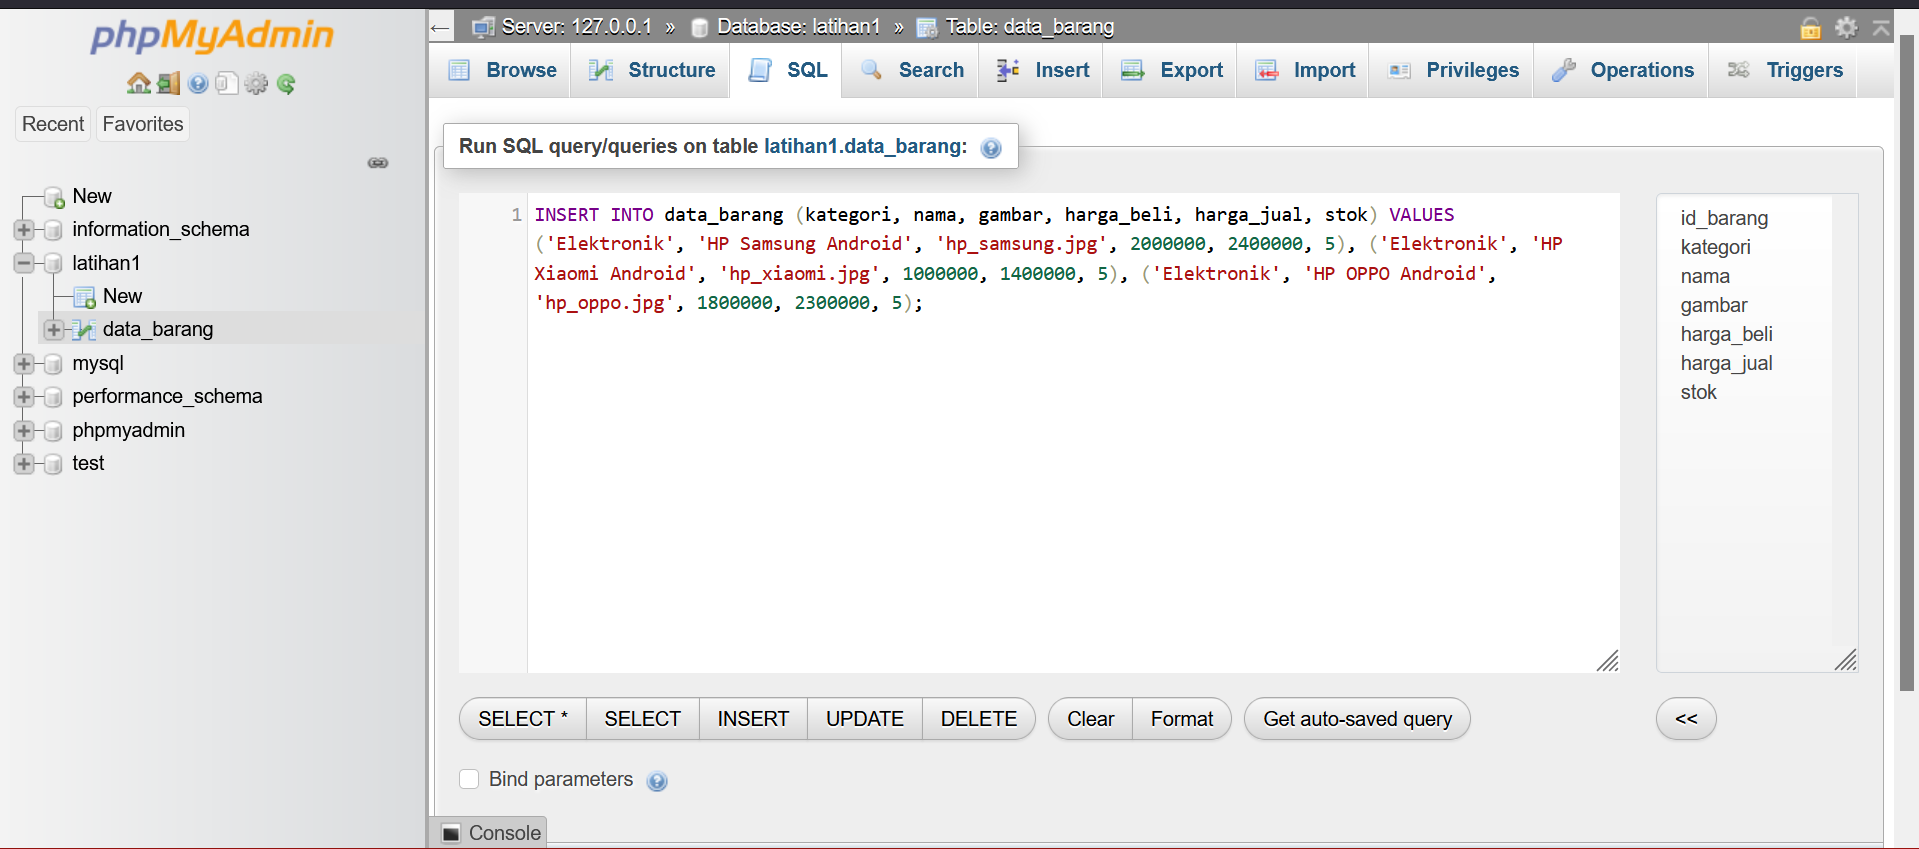 phpMyAdmin
Recent Favorites
New
information_schema
latihan1
New
data_barang
mysql
performance_schema
phpmyadmin
test
← Server: 127.0.0.1 » Database: latihan1 » Table: data_barang
Browse Structure SQL Search Insert Export Import Privileges Operations Triggers
Run SQL query/queries on table latihan1.data_barang:
1 INSERT INTO data_barang (kategori, nama, gambar, harga_beli, harga_jual, stok) VALUES
('Elektronik', 'HP Samsung Android', 'hp_samsung.jpg', 2000000, 2400000, 5), ('Elektronik', 'HP
Xiaomi Android', 'hp_xiaomi.jpg', 1000000, 1400000, 5), ('Elektronik', 'HP OPPO Android',
'hp_oppo.jpg', 1800000, 2300000, 5);
id_barang
kategori
nama
gambar
harga_beli
harga_jual
stok
SELECT * SELECT INSERT UPDATE DELETE Clear Format Get auto-saved query <<
Bind parameters
Console